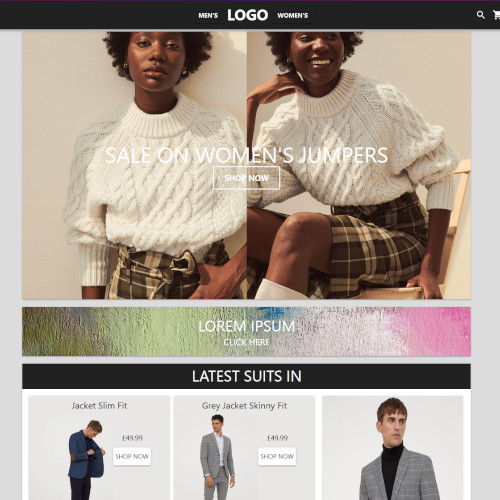 MEN'S LOGO WOMEN'S
SALE ON WOMEN'S JUMPERS
SHOP NOW
LOREM IPSUM
CLICK HERE
LATEST SUITS IN
Jacket Slim Fit
£49.99
SHOP NOW
Grey Jacket Skinny Fit
£49.99
SHOP NOW